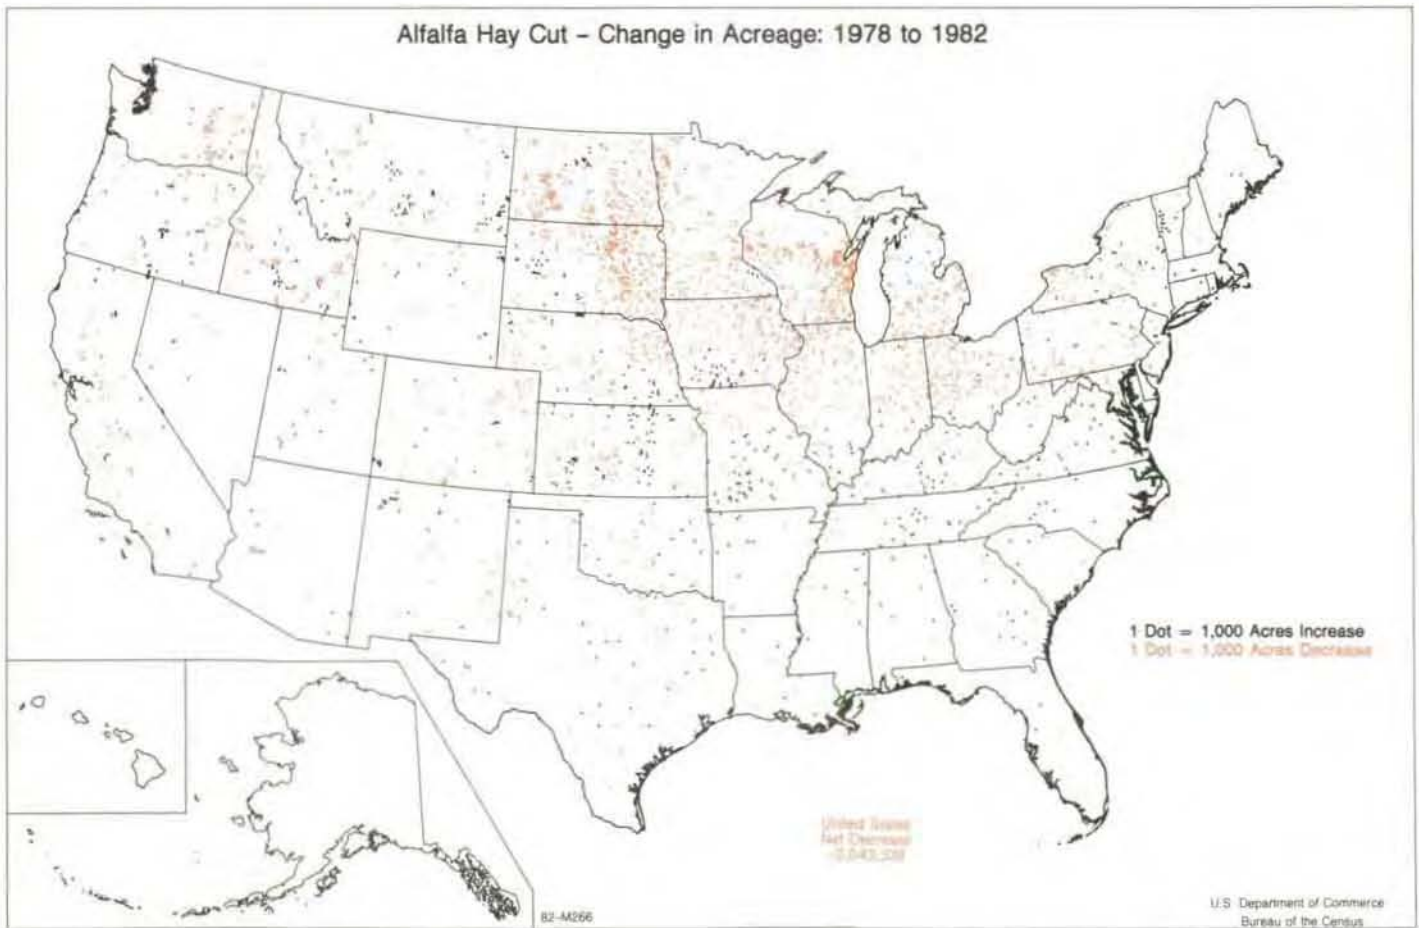 Alfalfa Hay Cut – Change in Acreage: 1978 to 1982
1 Dot = 1,000 Acres Increase
1 Dot = 1,000 Acres Decrease
United States
Net Decrease
82-M266
U.S. Department of Commerce
Bureau of the Census